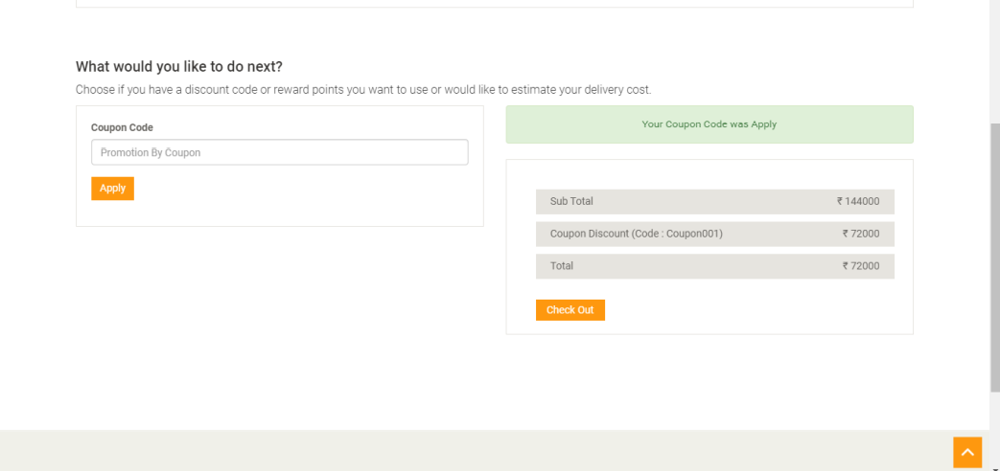 What would you like to do next?
Choose if you have a discount code or reward points you want to use or would like to estimate your delivery cost.
Coupon Code
Promotion By Coupon
Apply
Your Coupon Code was Apply
Sub Total ₹ 144000
Coupon Discount (Code : Coupon001) ₹ 72000
Total ₹ 72000
Check Out